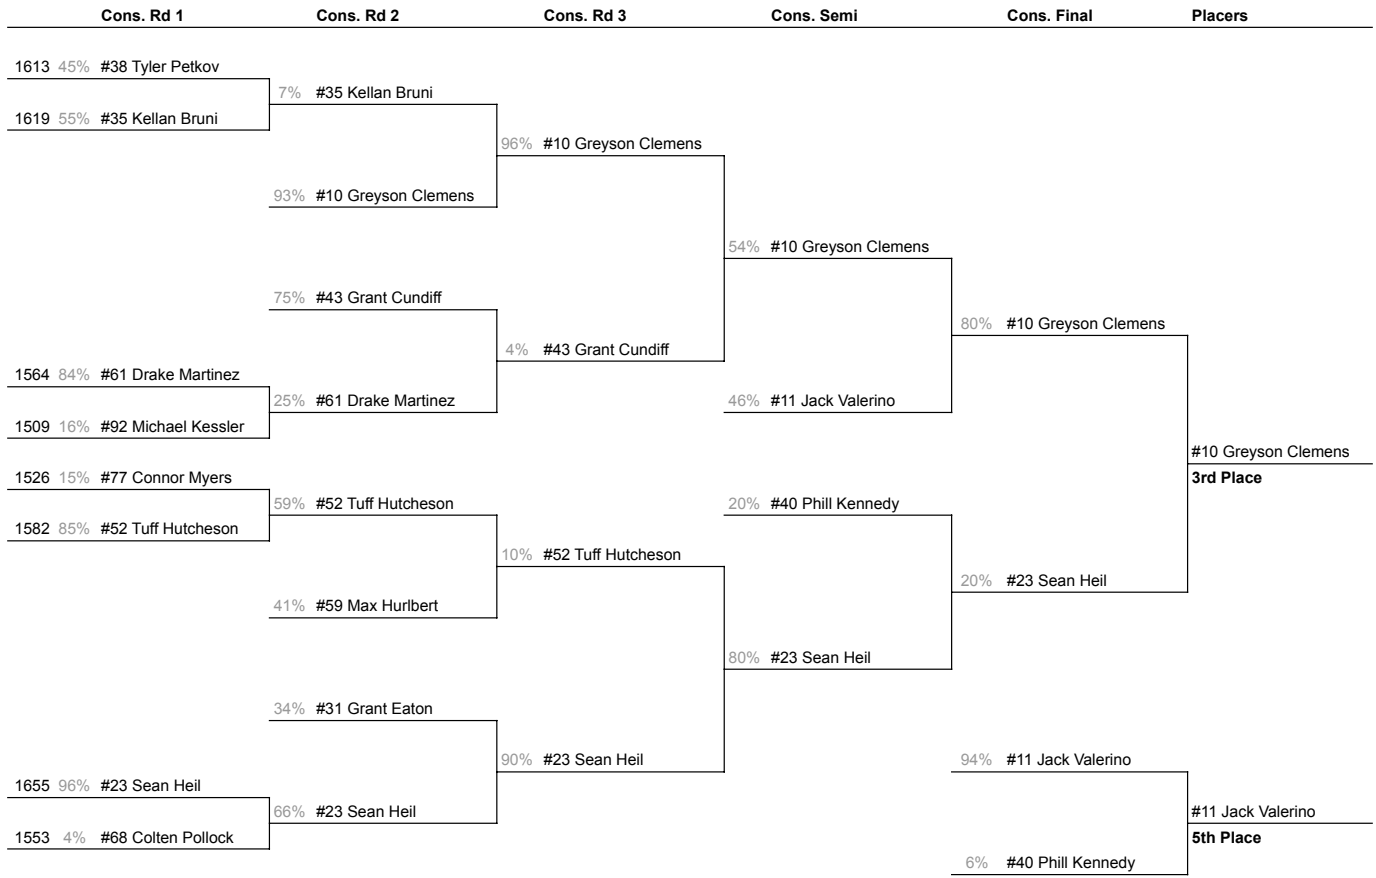 Cons. Rd 1 Cons. Rd 2 Cons. Rd 3 Cons. Semi Cons. Final Placers
1613 45% #38 Tyler Petkov
7% #35 Kellan Bruni
1619 55% #35 Kellan Bruni
96% #10 Greyson Clemens
93% #10 Greyson Clemens
54% #10 Greyson Clemens
75% #43 Grant Cundiff
80% #10 Greyson Clemens
4% #43 Grant Cundiff
1564 84% #61 Drake Martinez
25% #61 Drake Martinez
46% #11 Jack Valerino
1509 16% #92 Michael Kessler
#10 Greyson Clemens
1526 15% #77 Connor Myers
3rd Place
59% #52 Tuff Hutcheson
20% #40 Phill Kennedy
1582 85% #52 Tuff Hutcheson
10% #52 Tuff Hutcheson
20% #23 Sean Heil
41% #59 Max Hurlbert
80% #23 Sean Heil
34% #31 Grant Eaton
90% #23 Sean Heil
94% #11 Jack Valerino
1655 96% #23 Sean Heil
66% #23 Sean Heil
#11 Jack Valerino
1553 4% #68 Colten Pollock
5th Place
6% #40 Phill Kennedy